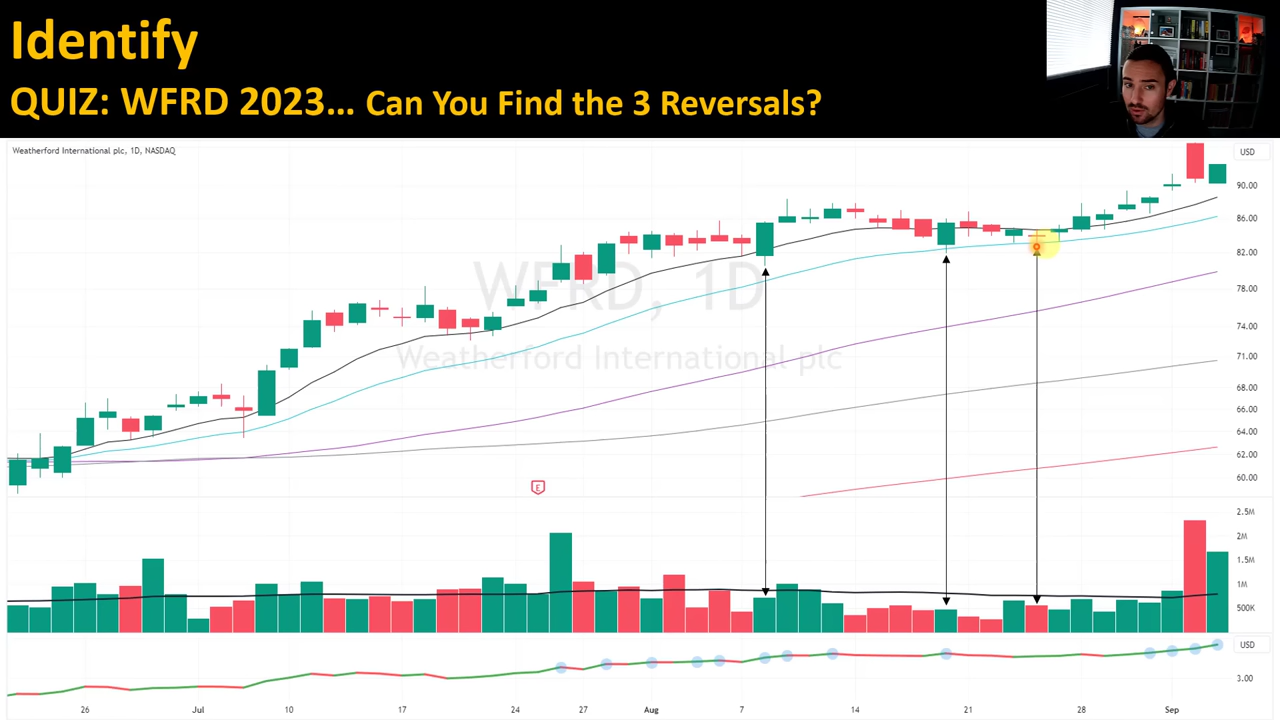 Identify
QUIZ: WFRD 2023... Can You Find the 3 Reversals?
Weatherford International plc, 1D, NASDAQ
USD
90.00
86.00
82.00
78.00
74.00
71.00
68.00
66.00
64.00
62.00
60.00
WFRD, 1D
Weatherford International plc
E
2.5M
2M
1.5M
1M
500K
USD
3.00
26 Jul 10 17 24 Aug 7 14 21 28 Sep